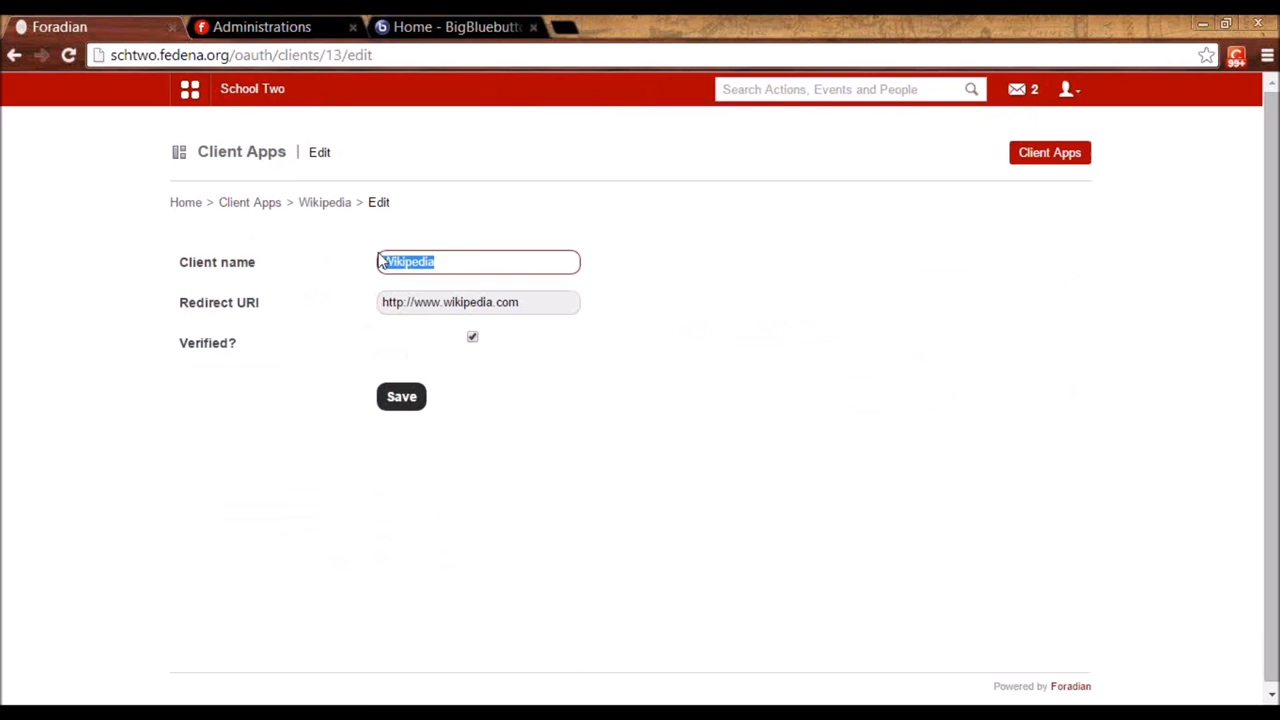 Foradian
Administrations
Home - BigBluebutt
schtwo.fedena.org/oauth/clients/13/edit
99+
School Two
Search Actions, Events and People
2
Client Apps | Edit
Client Apps
Home > Client Apps > Wikipedia > Edit
Client name
Wikipedia
Redirect URI
http://www.wikipedia.com
Verified?
Save
Powered by Foradian